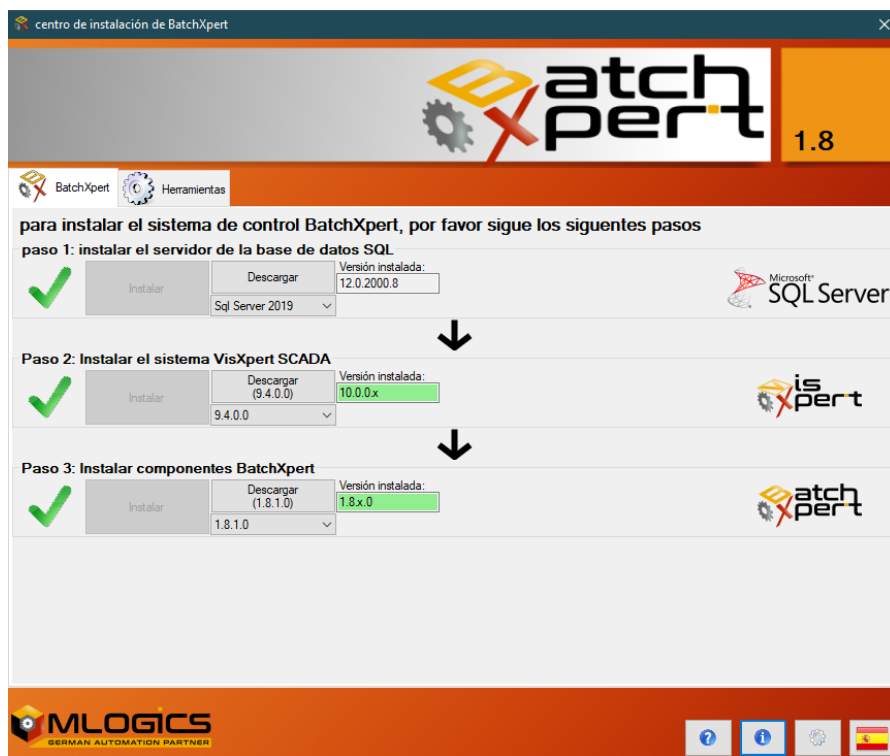 centro de instalación de BatchXpert
Batch
Xpert
1.8
BatchXpert
Herramientas
para instalar el sistema de control BatchXpert, por favor sigue los siguentes pasos
paso 1: instalar el servidor de la base de datos SQL
Instalar
Descargar
Sql Server 2019
Versión instalada:
12.0.2000.8
Microsoft
SQL Server
Paso 2: Instalar el sistema VisXpert SCADA
Instalar
Descargar
(9.4.0.0)
9.4.0.0
Versión instalada:
10.0.0.x
is
Xpert
Paso 3: Instalar componentes BatchXpert
Instalar
Descargar
(1.8.1.0)
1.8.1.0
Versión instalada:
1.8.x.0
Batch
Xpert
MLOGICS
GERMAN AUTOMATION PARTNER